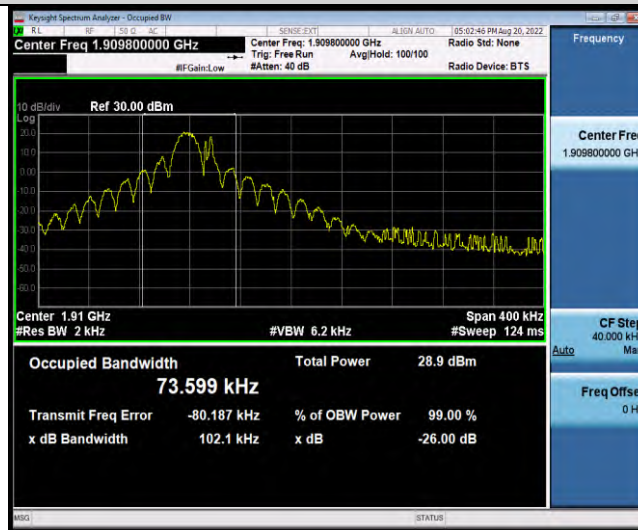 Keysight Spectrum Analyzer - Occupied BW
RL RF 50 Ω AC SENSE:EXT ALIGN AUTO 05:02:46 PM Aug 20, 2022
Center Freq 1.909800000 GHz
Center Freq: 1.909800000 GHz
Radio Std: None
Trig: Free Run
Avg|Hold: 100/100
#IFGain:Low
#Atten: 40 dB
Radio Device: BTS
10 dB/div
Ref 30.00 dBm
Log
20.0
10.0
0.00
-10.0
-20.0
-30.0
-40.0
-50.0
-60.0
Center 1.91 GHz
Span 400 kHz
#Res BW 2 kHz
#VBW 6.2 kHz
#Sweep 124 ms
Occupied Bandwidth
Total Power 28.9 dBm
73.599 kHz
Transmit Freq Error -80.187 kHz
% of OBW Power 99.00 %
x dB Bandwidth 102.1 kHz
x dB -26.00 dB
MSG
STATUS
Frequency
Center Fre
1.909800000 GH
CF Step
40.000 kH
Auto Ma
Freq Offse
0 H